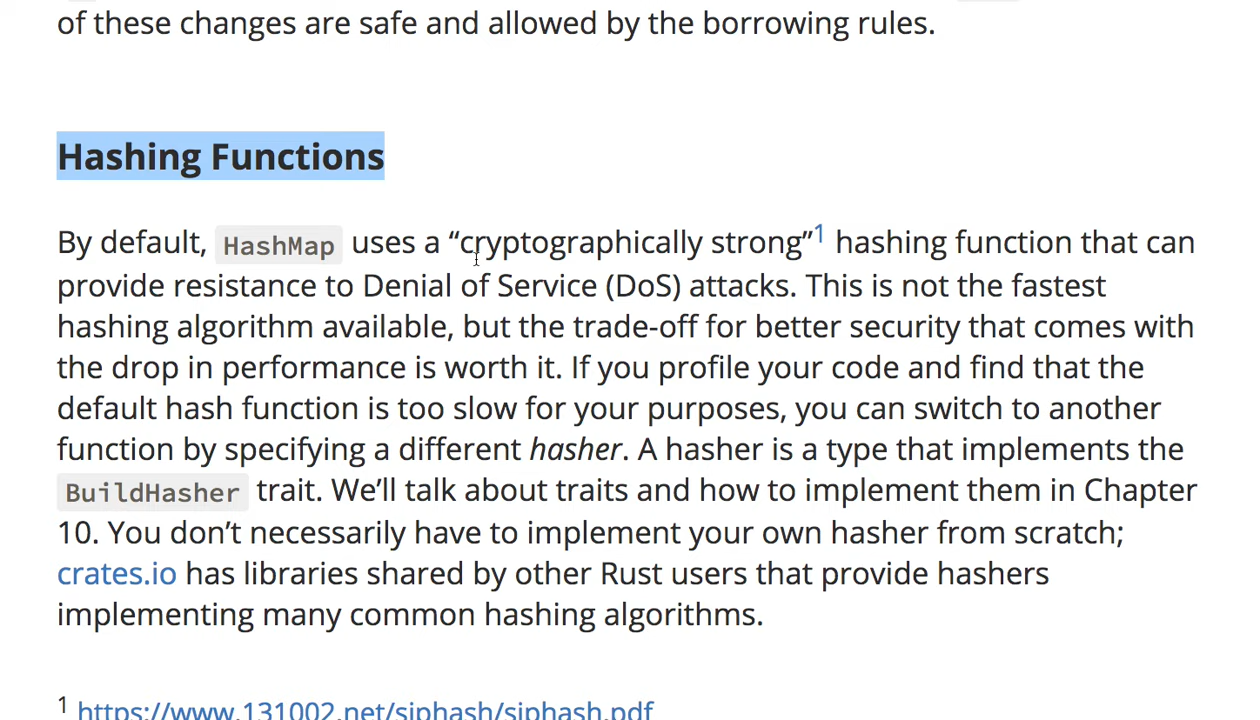 of these changes are safe and allowed by the borrowing rules.
Hashing Functions
By default, HashMap uses a “cryptographically strong”1 hashing function that can
provide resistance to Denial of Service (DoS) attacks. This is not the fastest
hashing algorithm available, but the trade-off for better security that comes with
the drop in performance is worth it. If you profile your code and find that the
default hash function is too slow for your purposes, you can switch to another
function by specifying a different hasher. A hasher is a type that implements the
BuildHasher trait. We’ll talk about traits and how to implement them in Chapter
10. You don’t necessarily have to implement your own hasher from scratch;
crates.io has libraries shared by other Rust users that provide hashers
implementing many common hashing algorithms.
1 https://www.131002.net/siphash/siphash.pdf